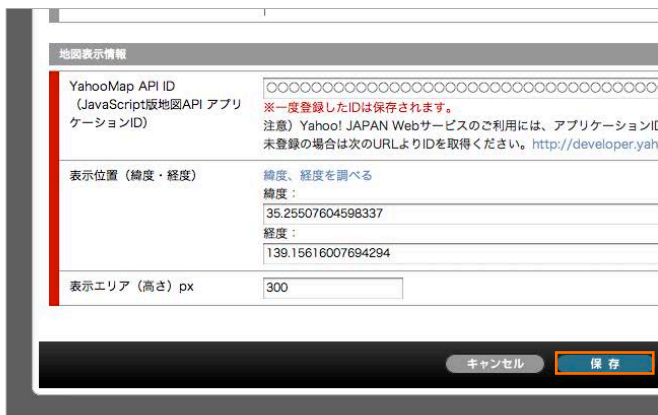 地図表示情報
YahooMap API ID
（JavaScript版地図API アプリ
ケーションID）
○○○○○○○○○○○○○○○○○○○○○○○○○○○○○○○○○○○
※一度登録したIDは保存されます。
注意）Yahoo! JAPAN Webサービスのご利用には、アプリケーションID
未登録の場合は次のURLよりIDを取得ください。http://developer.yah
表示位置（緯度・経度）
緯度、経度を調べる
緯度：
35.25507604598337
経度：
139.15616007694294
表示エリア（高さ）px
300
キャンセル
保 存